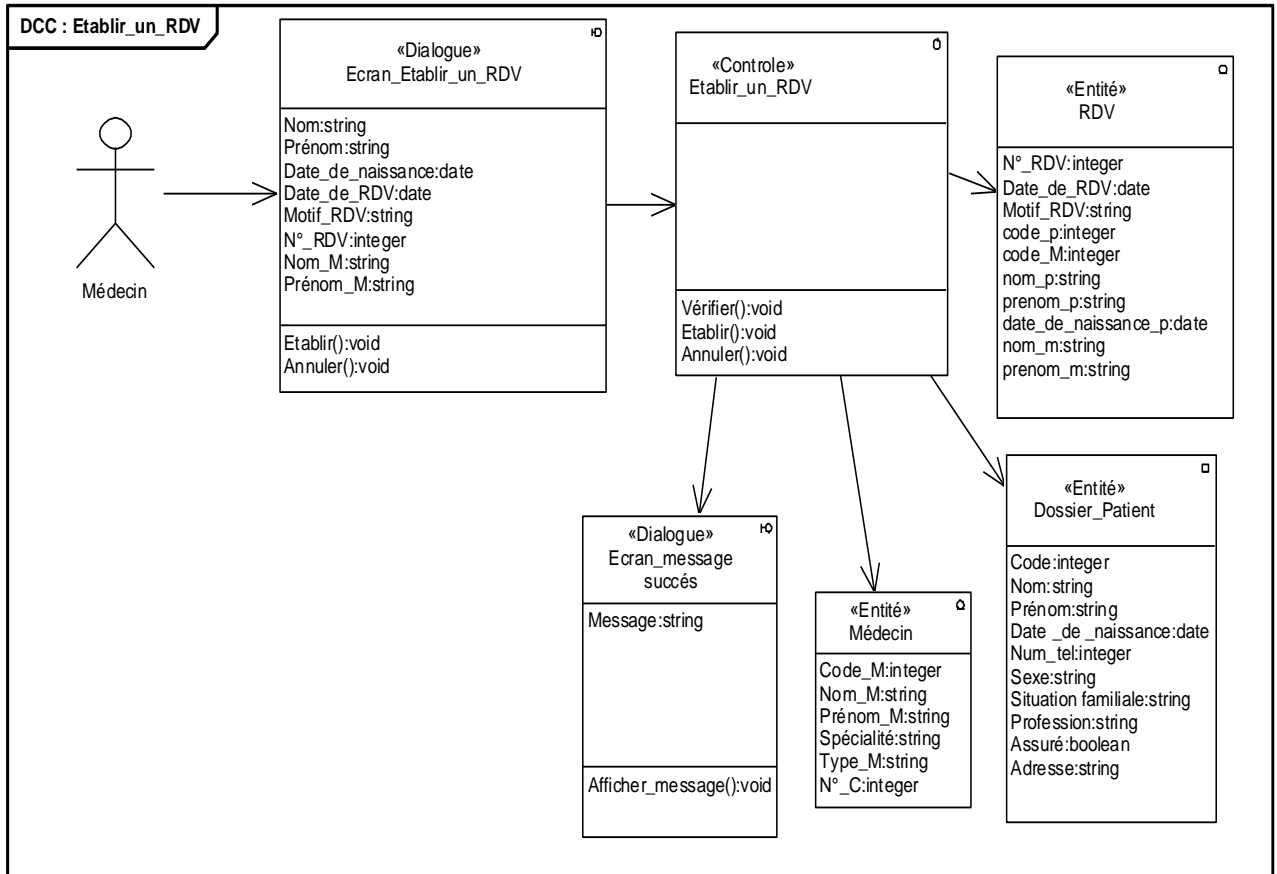 DCC : Etablir_un_RDV
Médecin
«Dialogue»
Ecran_Etablir_un_RDV
Nom:string
Prénom:string
Date_de_naissance:date
Date_de_RDV:date
Motif_RDV:string
N°_RDV:integer
Nom_M:string
Prénom_M:string
Etablir():void
Annuler():void
«Controle»
Etablir_un_RDV
Vérifier():void
Etablir():void
Annuler():void
«Entité»
RDV
N°_RDV:integer
Date_de_RDV:date
Motif_RDV:string
code_p:integer
code_M:integer
nom_p:string
prenom_p:string
date_de_naissance_p:date
nom_m:string
prenom_m:string
«Dialogue»
Ecran_message
succés
Message:string
Afficher_message():void
«Entité»
Médecin
Code_M:integer
Nom_M:string
Prénom_M:string
Spécialité:string
Type_M:string
N°_C:integer
«Entité»
Dossier_Patient
Code:integer
Nom:string
Prénom:string
Date _de _naissance:date
Num_tel:integer
Sexe:string
Situation familiale:string
Profession:string
Assuré:boolean
Adresse:string